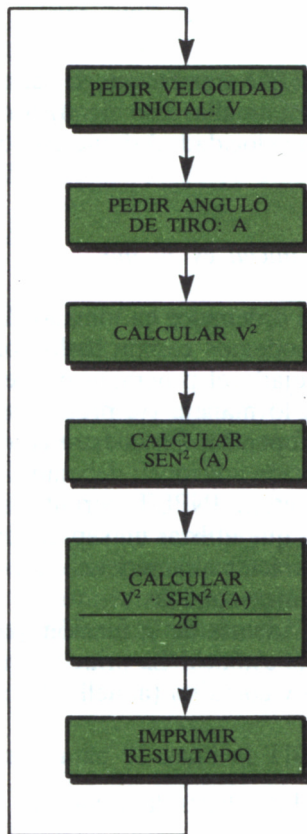 PEDIR VELOCIDAD
INICIAL: V
PEDIR ANGULO
DE TIRO: A
CALCULAR V²
CALCULAR
SEN² (A)
CALCULAR
V² · SEN² (A)
2G
IMPRIMIR
RESULTADO